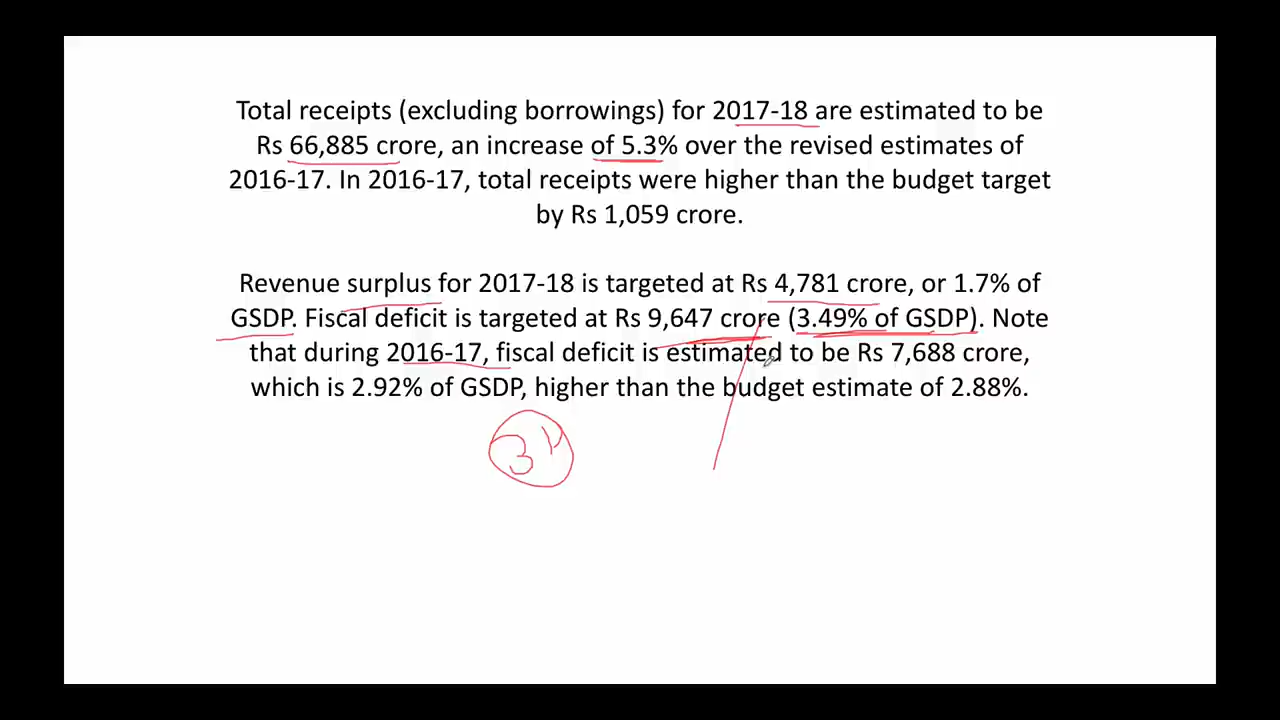 Total receipts (excluding borrowings) for 2017-18 are estimated to be
Rs 66,885 crore, an increase of 5.3% over the revised estimates of
2016-17. In 2016-17, total receipts were higher than the budget target
by Rs 1,059 crore.
Revenue surplus for 2017-18 is targeted at Rs 4,781 crore, or 1.7% of
GSDP. Fiscal deficit is targeted at Rs 9,647 crore (3.49% of GSDP). Note
that during 2016-17, fiscal deficit is estimated to be Rs 7,688 crore,
which is 2.92% of GSDP, higher than the budget estimate of 2.88%.
3